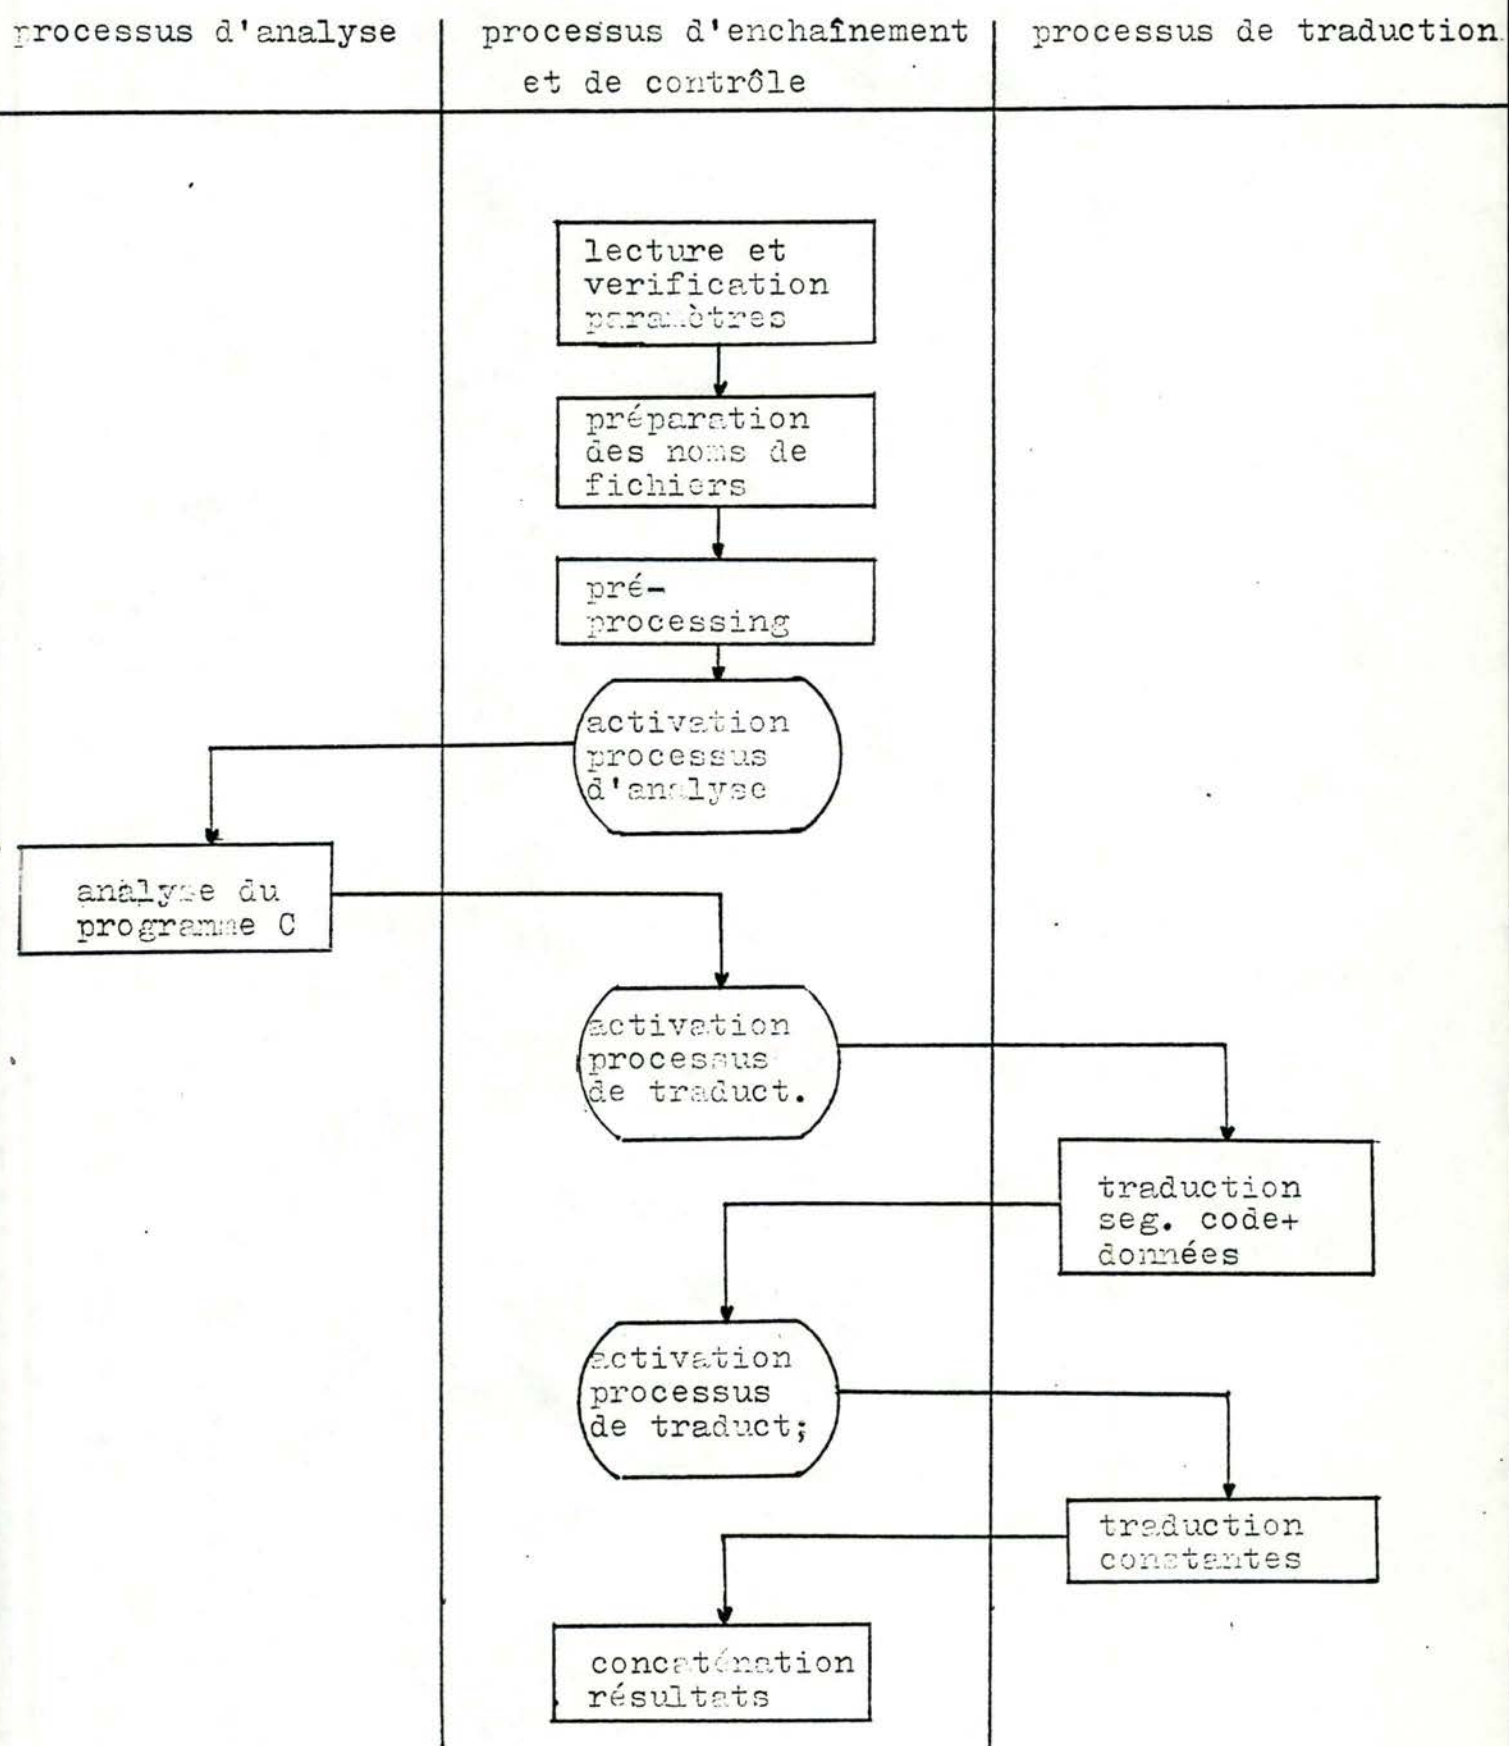 processus d'analyse
processus d'enchaînement
et de contrôle
processus de traduction
lecture et
verification
paramètres
préparation
des noms de
fichiers
pré-
processing
activation
processus
d'analyse
analyse du
programme C
activation
processus
de traduct.
traduction
seg. code+
données
activation
processus
de traduct;
traduction
constantes
concaténation
résultats